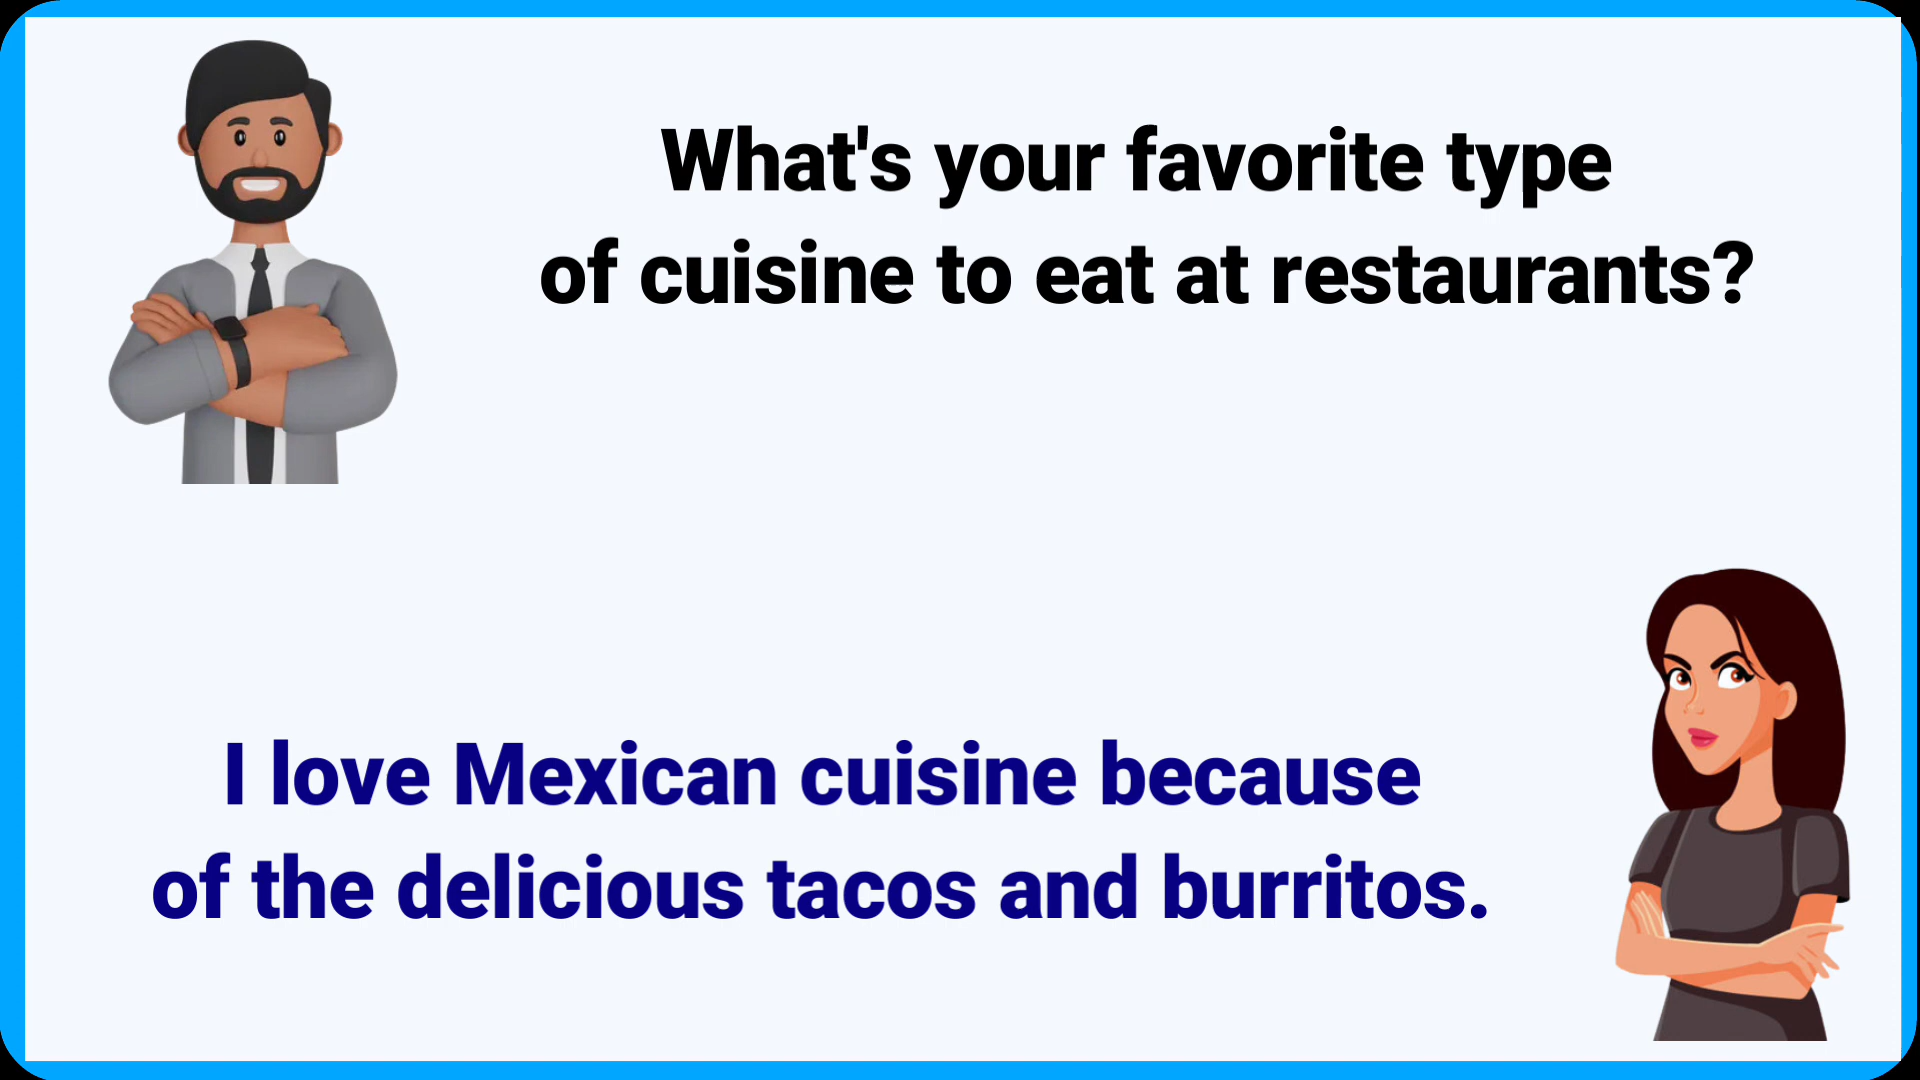 What's your favorite type
of cuisine to eat at restaurants?
I love Mexican cuisine because
of the delicious tacos and burritos.